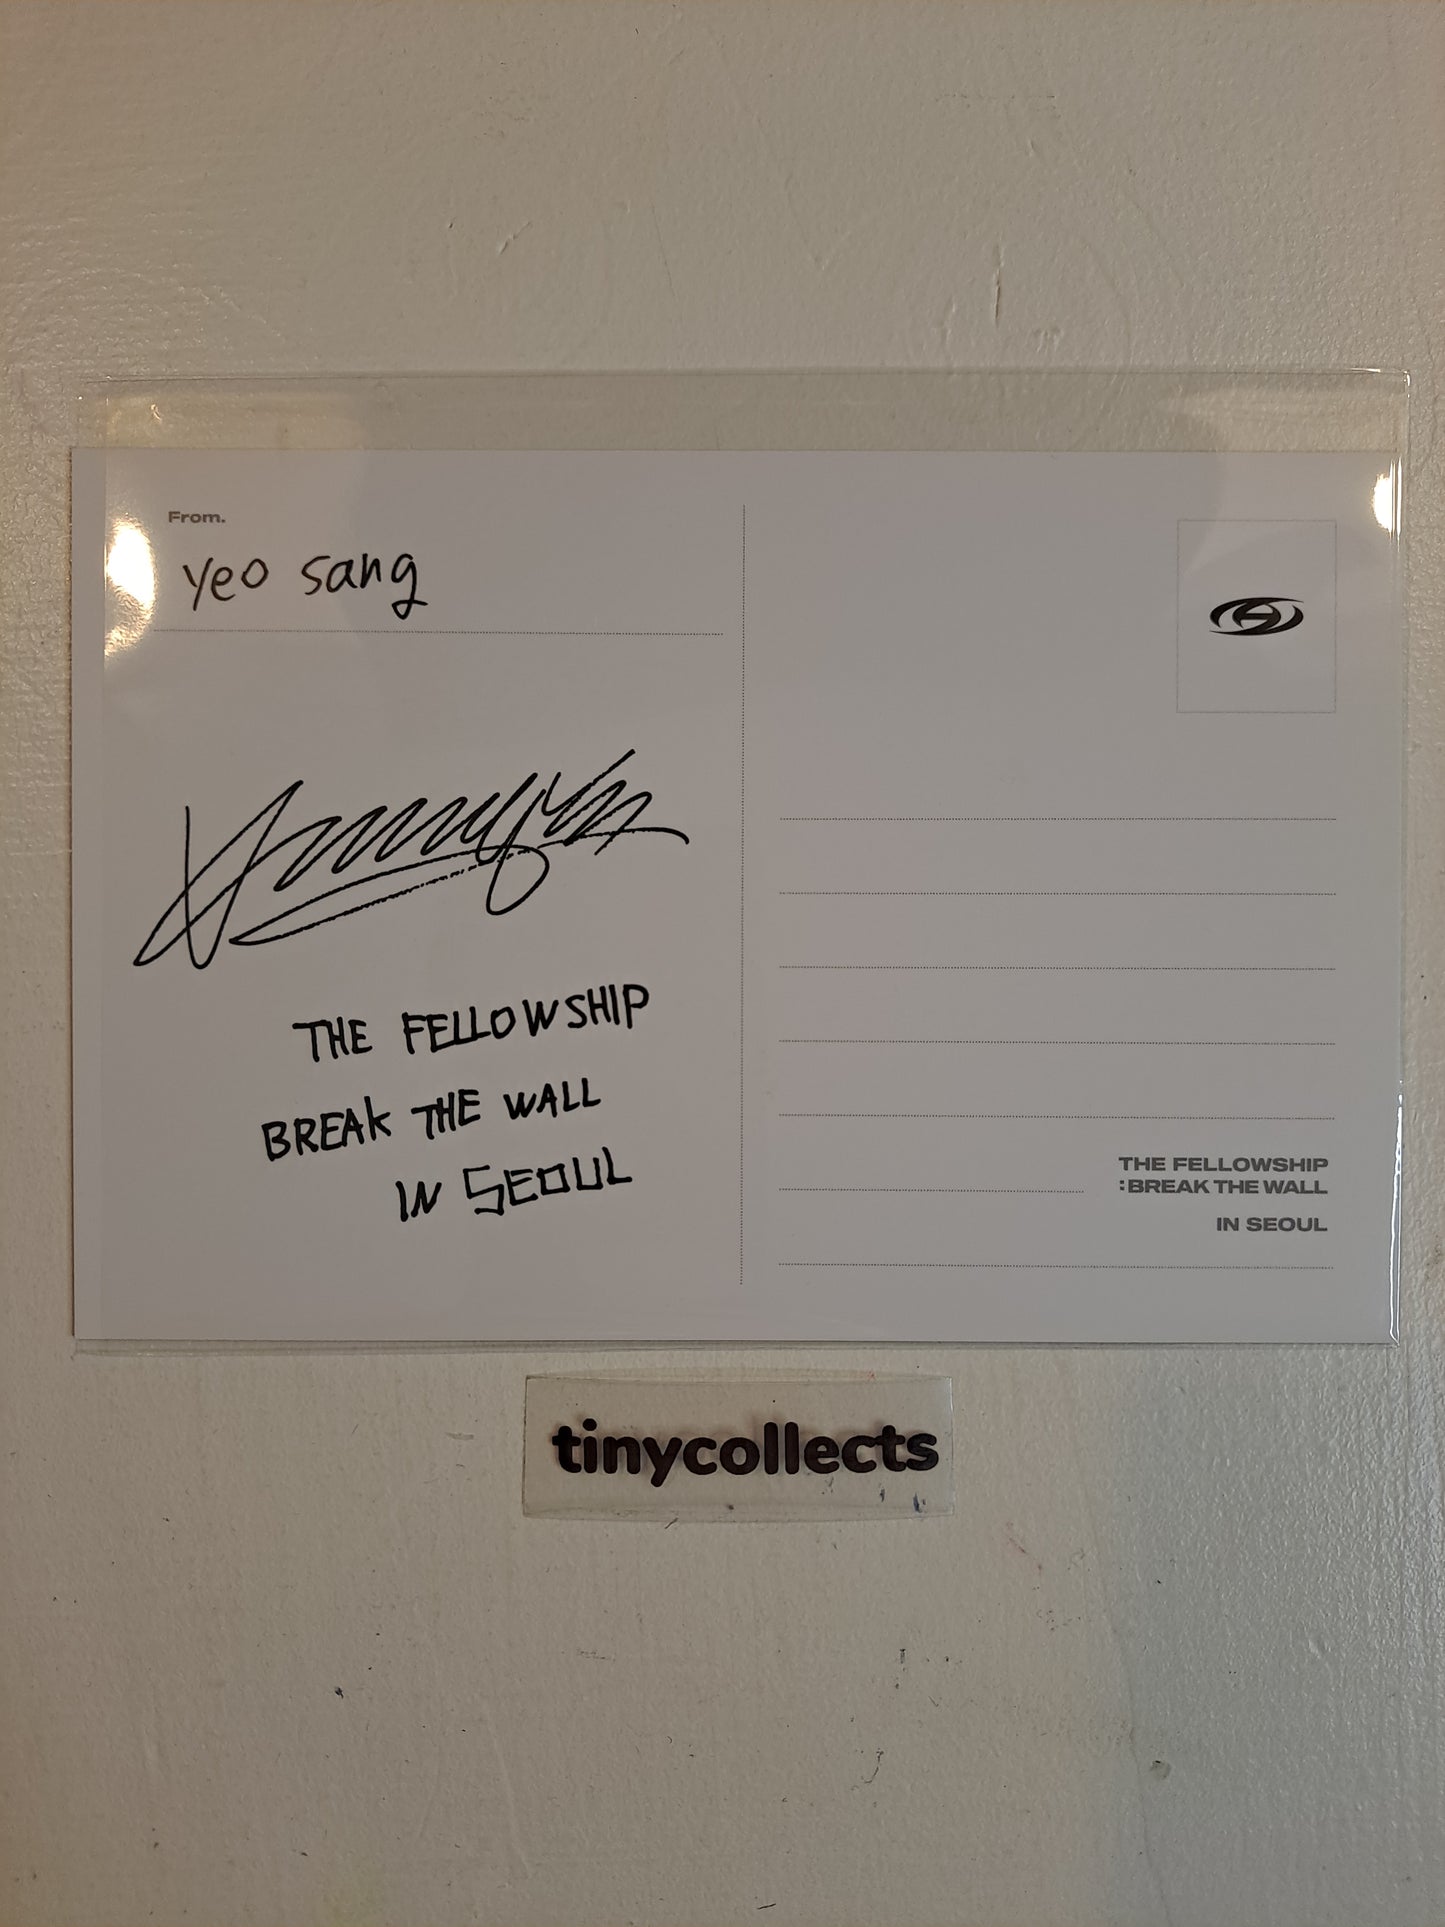 From.
Yeo sang
THE FELLOWSHIP
BREAK THE WALL
IN SEOUL
THE FELLOWSHIP
:BREAK THE WALL
IN SEOUL
tinycollects